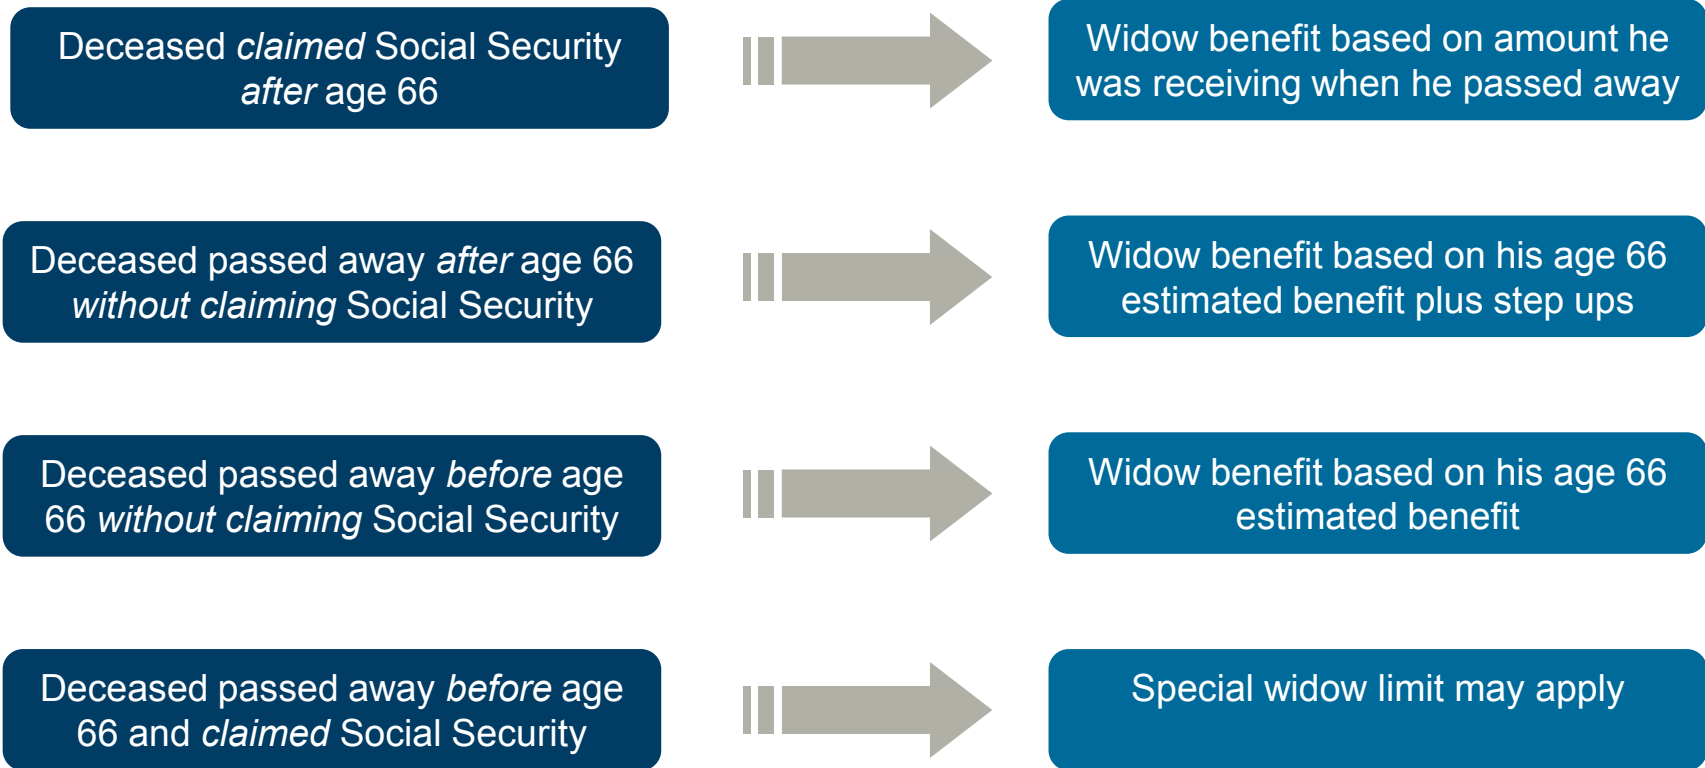 Deceased claimed Social Security
after age 66
Widow benefit based on amount he
was receiving when he passed away
Deceased passed away after age 66
without claiming Social Security
Widow benefit based on his age 66
estimated benefit plus step ups
Deceased passed away before age
66 without claiming Social Security
Widow benefit based on his age 66
estimated benefit
Deceased passed away before age
66 and claimed Social Security
Special widow limit may apply